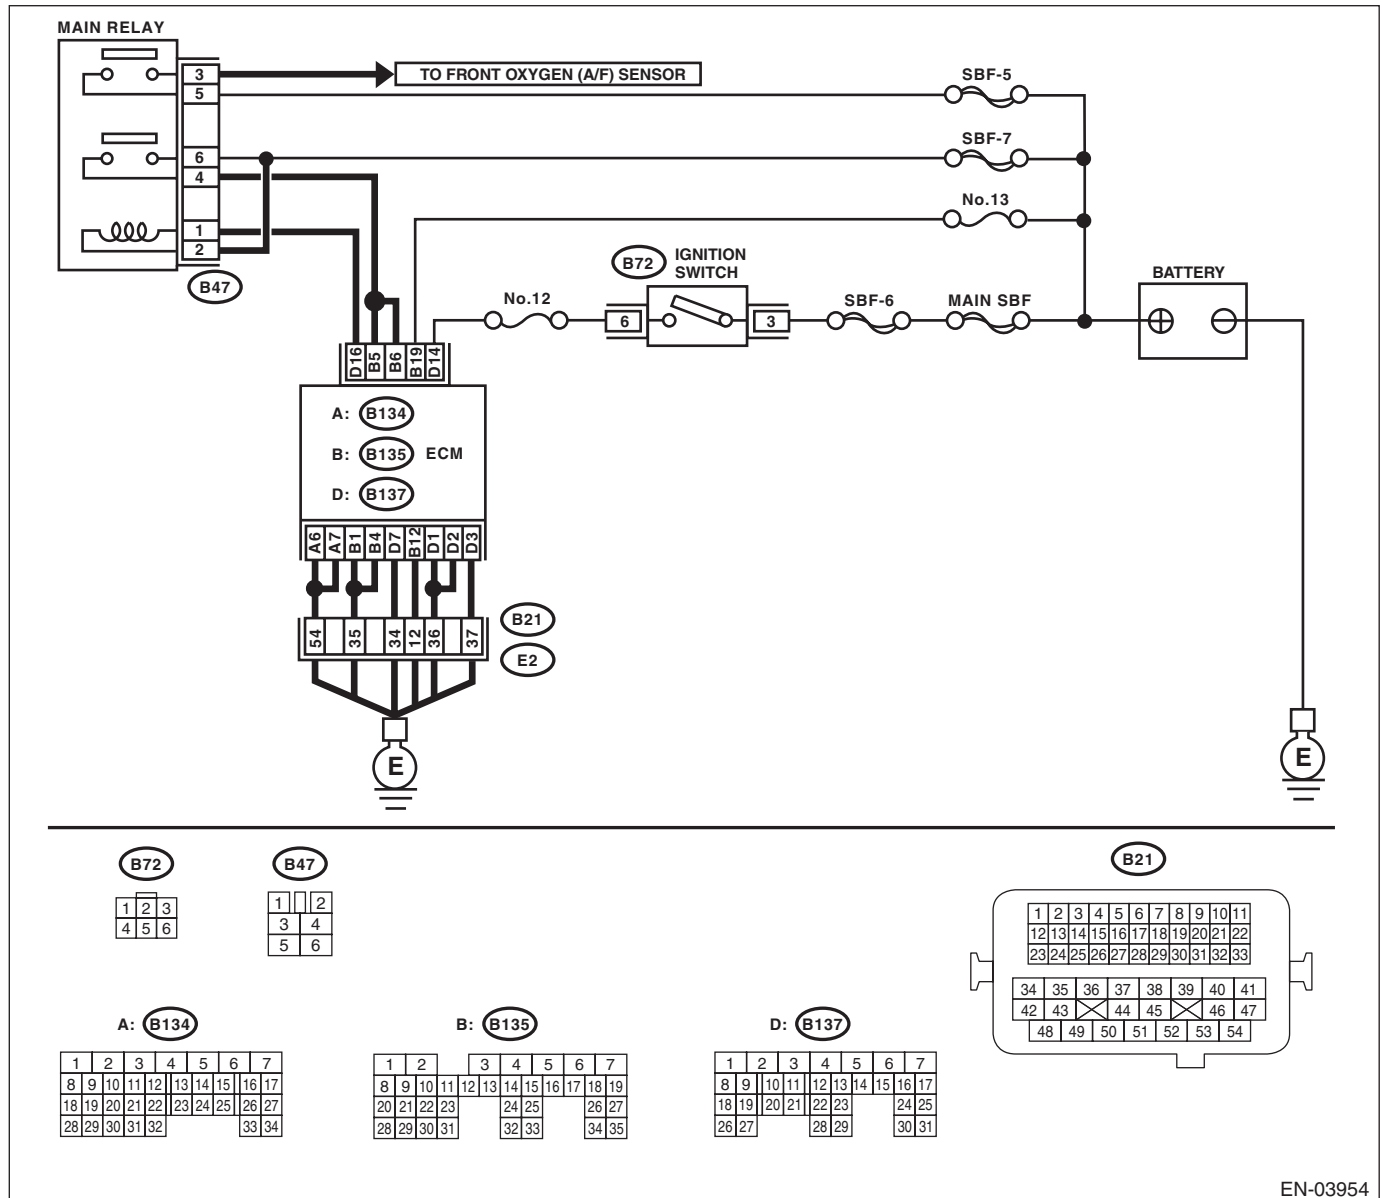 MAIN RELAY
3
TO FRONT OXYGEN (A/F) SENSOR
SBF-5
5
SBF-7
6
4
No.13
1
2
B47
B72
IGNITION
SWITCH
BATTERY
No.12
6
3
SBF-6
MAIN SBF
D16 B5 B6 B19 D14
A: B134
B: B135 ECM
D: B137
A6 A7 B1 B4 D7 B12 D1 D2 D3
B21
54 35 34 12 36 37
E2
E
E
B72
B47
B21
1 2 3
4 5 6
1 2
3 4
5 6
1 2 3 4 5 6 7 8 9 10 11
12 13 14 15 16 17 18 19 20 21 22
23 24 25 26 27 28 29 30 31 32 33
34 35 36 37 38 39 40 41
42 43 44 45 46 47
48 49 50 51 52 53 54
A: B134
1 2 3 4 5 6 7
8 9 10 11 12 13 14 15 16 17
18 19 20 21 22 23 24 25 26 27
28 29 30 31 32 33 34
B: B135
1 2 3 4 5 6 7
8 9 10 11 12 13 14 15 16 17 18 19
20 21 22 23 24 25 26 27
28 29 30 31 32 33 34 35
D: B137
1 2 3 4 5 6 7
8 9 10 11 12 13 14 15 16 17
18 19 20 21 22 23 24 25
26 27 28 29 30 31
EN-03954